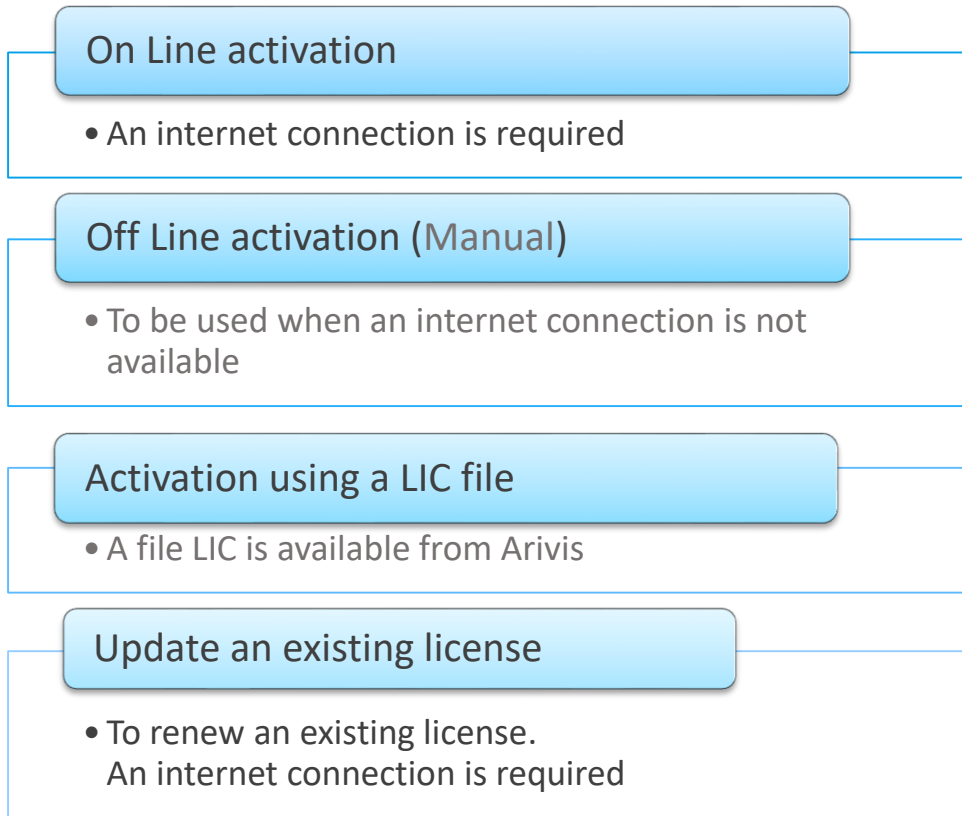 On Line activation
• An internet connection is required
Off Line activation (Manual)
• To be used when an internet connection is not
available
Activation using a LIC file
• A file LIC is available from Arivis
Update an existing license
• To renew an existing license.
An internet connection is required